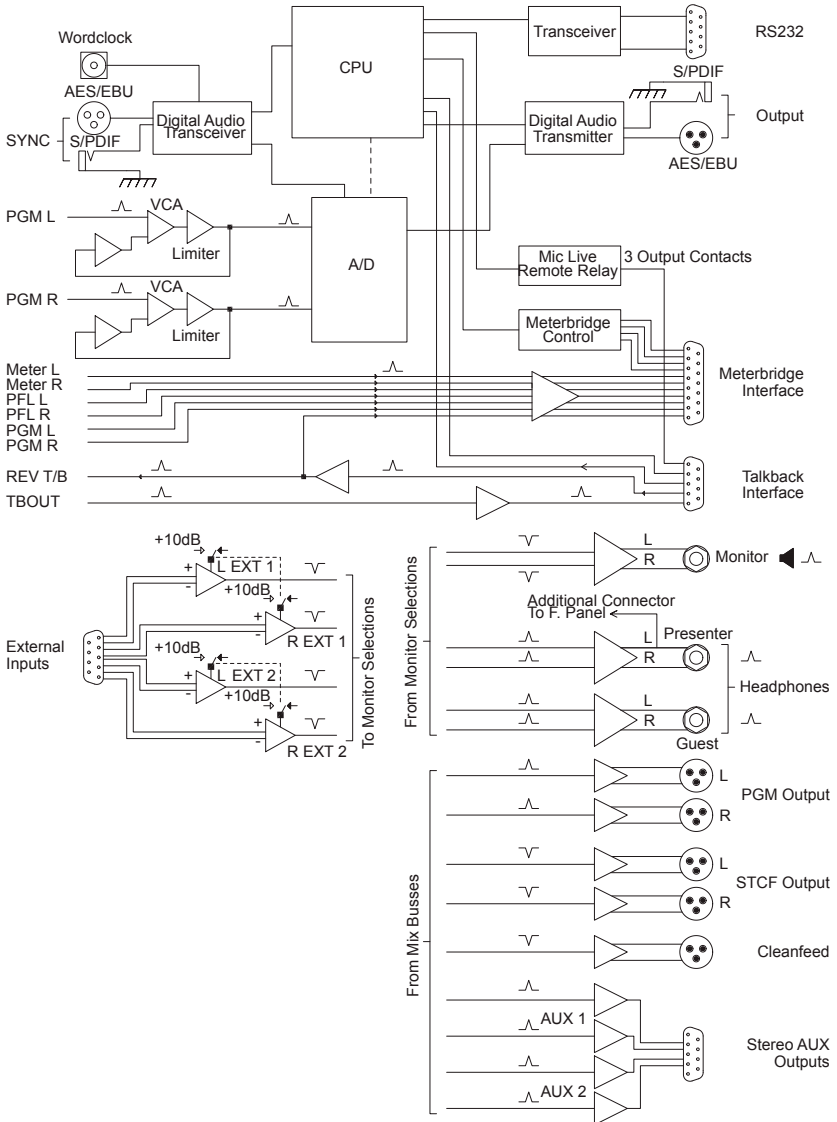 Wordclock
AES/EBU
SYNC
S/PDIF
Digital Audio
Transceiver
CPU
Transceiver
RS232
S/PDIF
Digital Audio
Transmitter
Output
AES/EBU
PGM L
VCA
Limiter
A/D
PGM R
VCA
Limiter
Mic Live
Remote Relay
3 Output Contacts
Meterbridge
Control
Meter L
Meter R
PFL L
PFL R
PGM L
PGM R
Meterbridge
Interface
REV T/B
TBOUT
Talkback
Interface
+10dB
+
-
L EXT 1
+10dB
+
-
R EXT 1
External
Inputs
+10dB
+
-
L EXT 2
+10dB
+
-
R EXT 2
To Monitor Selections
From Monitor Selections
L
R
Monitor
Additional Connector
To F. Panel
L
R
Presenter
Headphones
L
R
Guest
From Mix Busses
L
PGM Output
R
L
STCF Output
R
Cleanfeed
AUX 1
Stereo AUX
Outputs
AUX 2